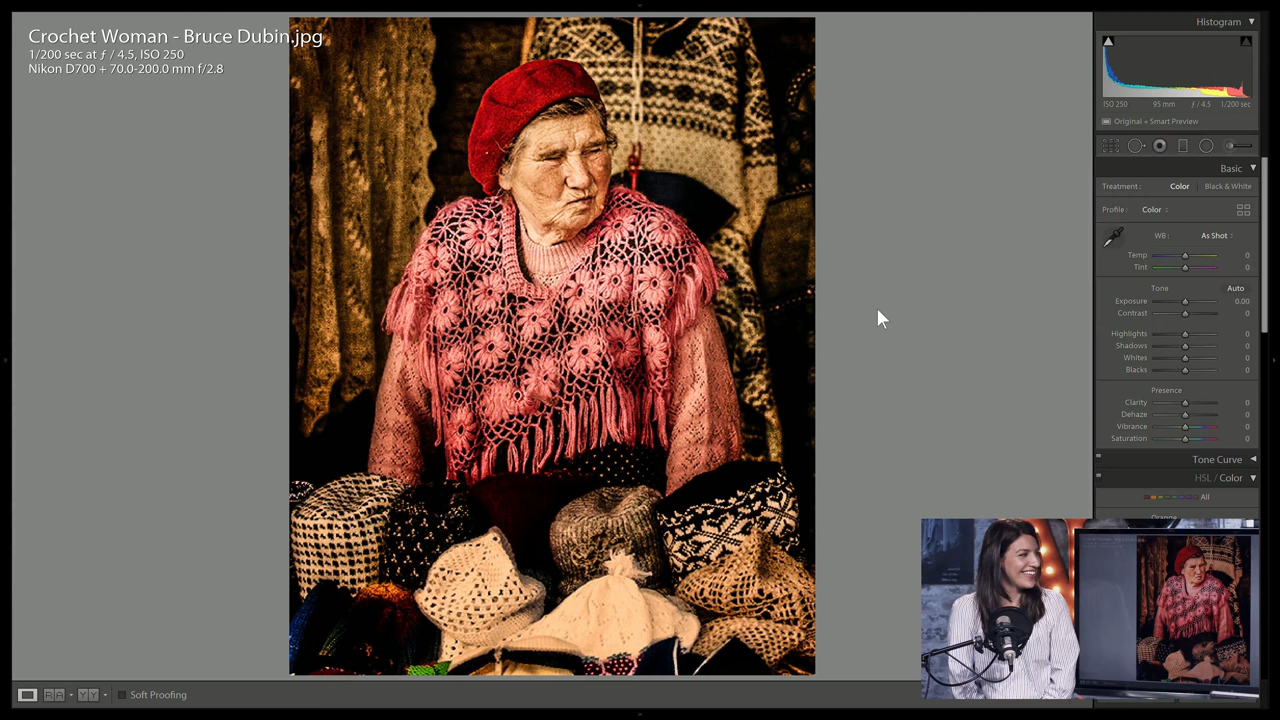 Crochet Woman - Bruce Dubin.jpg
1/200 sec at ƒ / 4.5, ISO 250
Nikon D700 + 70.0-200.0 mm f/2.8
Histogram
ISO 250 95 mm ƒ / 4.5 1/200 sec
Original + Smart Preview
Basic
Treatment : Color Black & White
Profile : Color
WB : As Shot
Temp 0
Tint 0
Tone Auto
Exposure 0.00
Contrast 0
Highlights 0
Shadows 0
Whites 0
Blacks 0
Presence
Clarity 0
Dehaze 0
Vibrance 0
Saturation 0
Tone Curve
HSL / Color
All
Orange
R A Y Y Soft Proofing